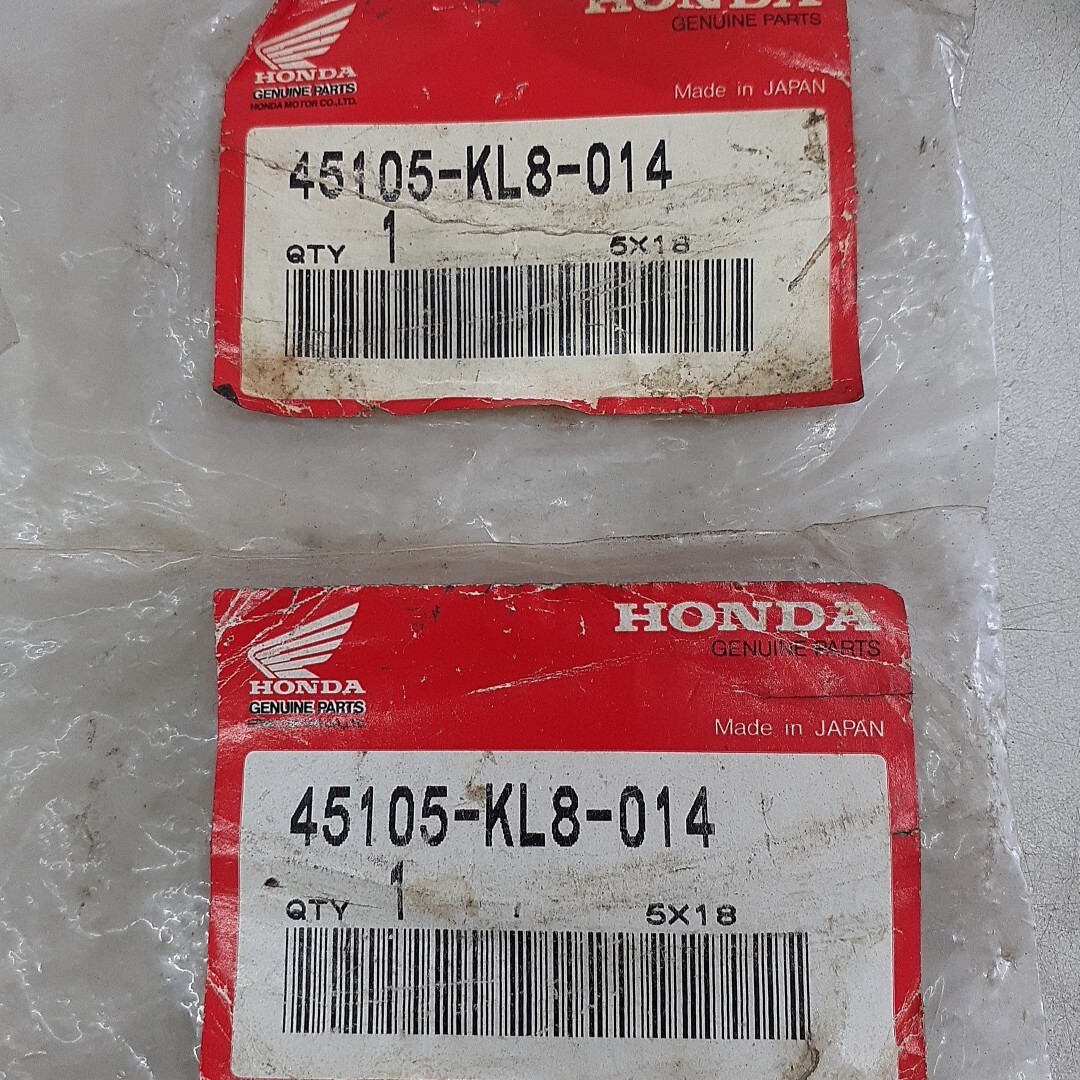 HONDA
GENUINE PARTS
HONDA
GENUINE PARTS
HONDA MOTOR CO.,LTD.
Made in JAPAN
45105-KL8-014
QTY 1 5X18
HONDA
GENUINE PARTS
HONDA
GENUINE PARTS
Made in JAPAN
45105-KL8-014
QTY 1 5X18